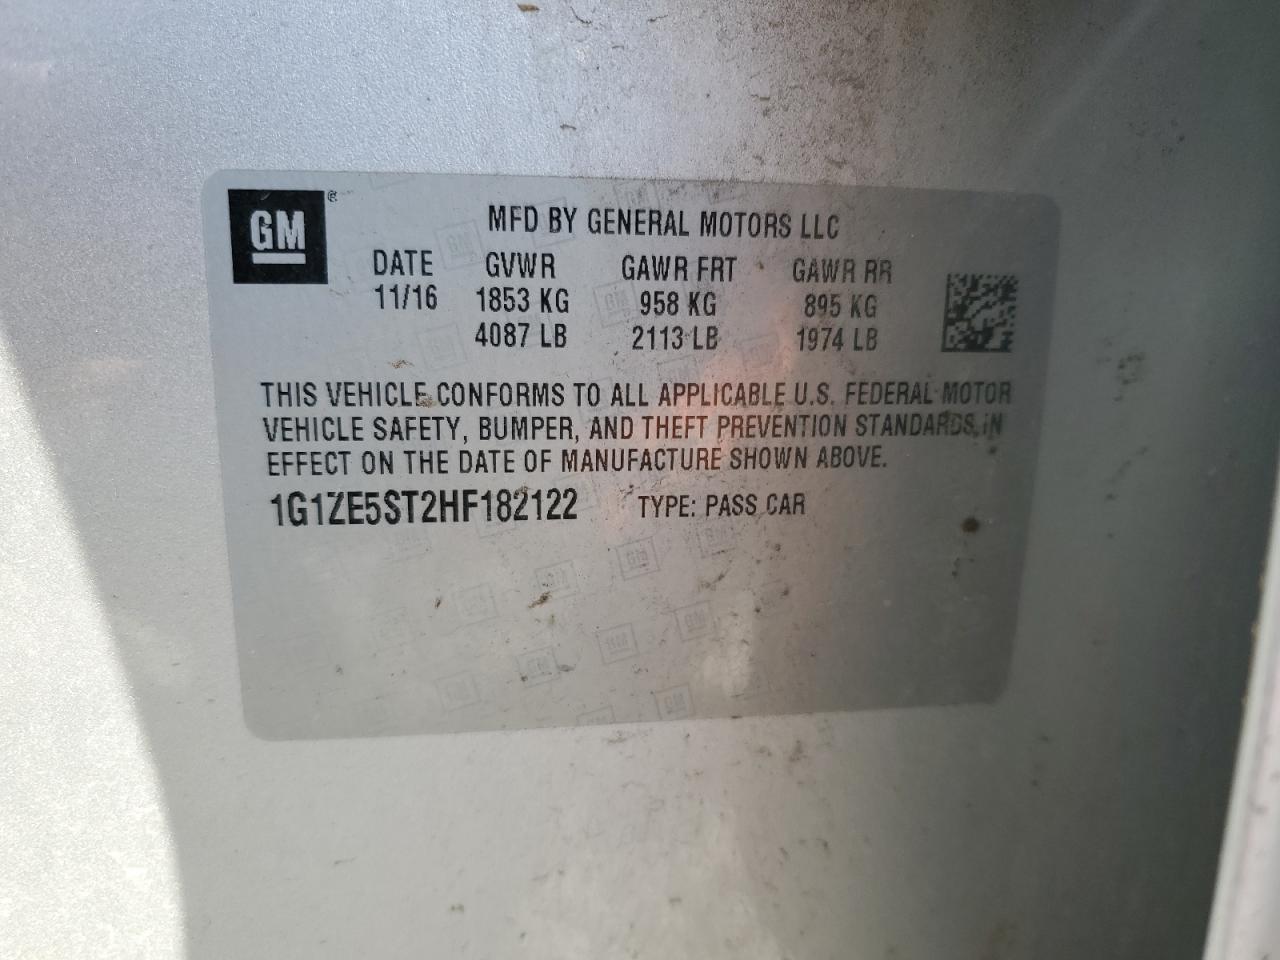 GM ®
MFD BY GENERAL MOTORS LLC
DATE GVWR GAWR FRT GAWR RR
11/16 1853 KG 958 KG 895 KG
4087 LB 2113 LB 1974 LB
THIS VEHICLE CONFORMS TO ALL APPLICABLE U.S. FEDERAL MOTOR
VEHICLE SAFETY, BUMPER, AND THEFT PREVENTION STANDARDS IN
EFFECT ON THE DATE OF MANUFACTURE SHOWN ABOVE.
1G1ZE5ST2HF182122 TYPE: PASS CAR